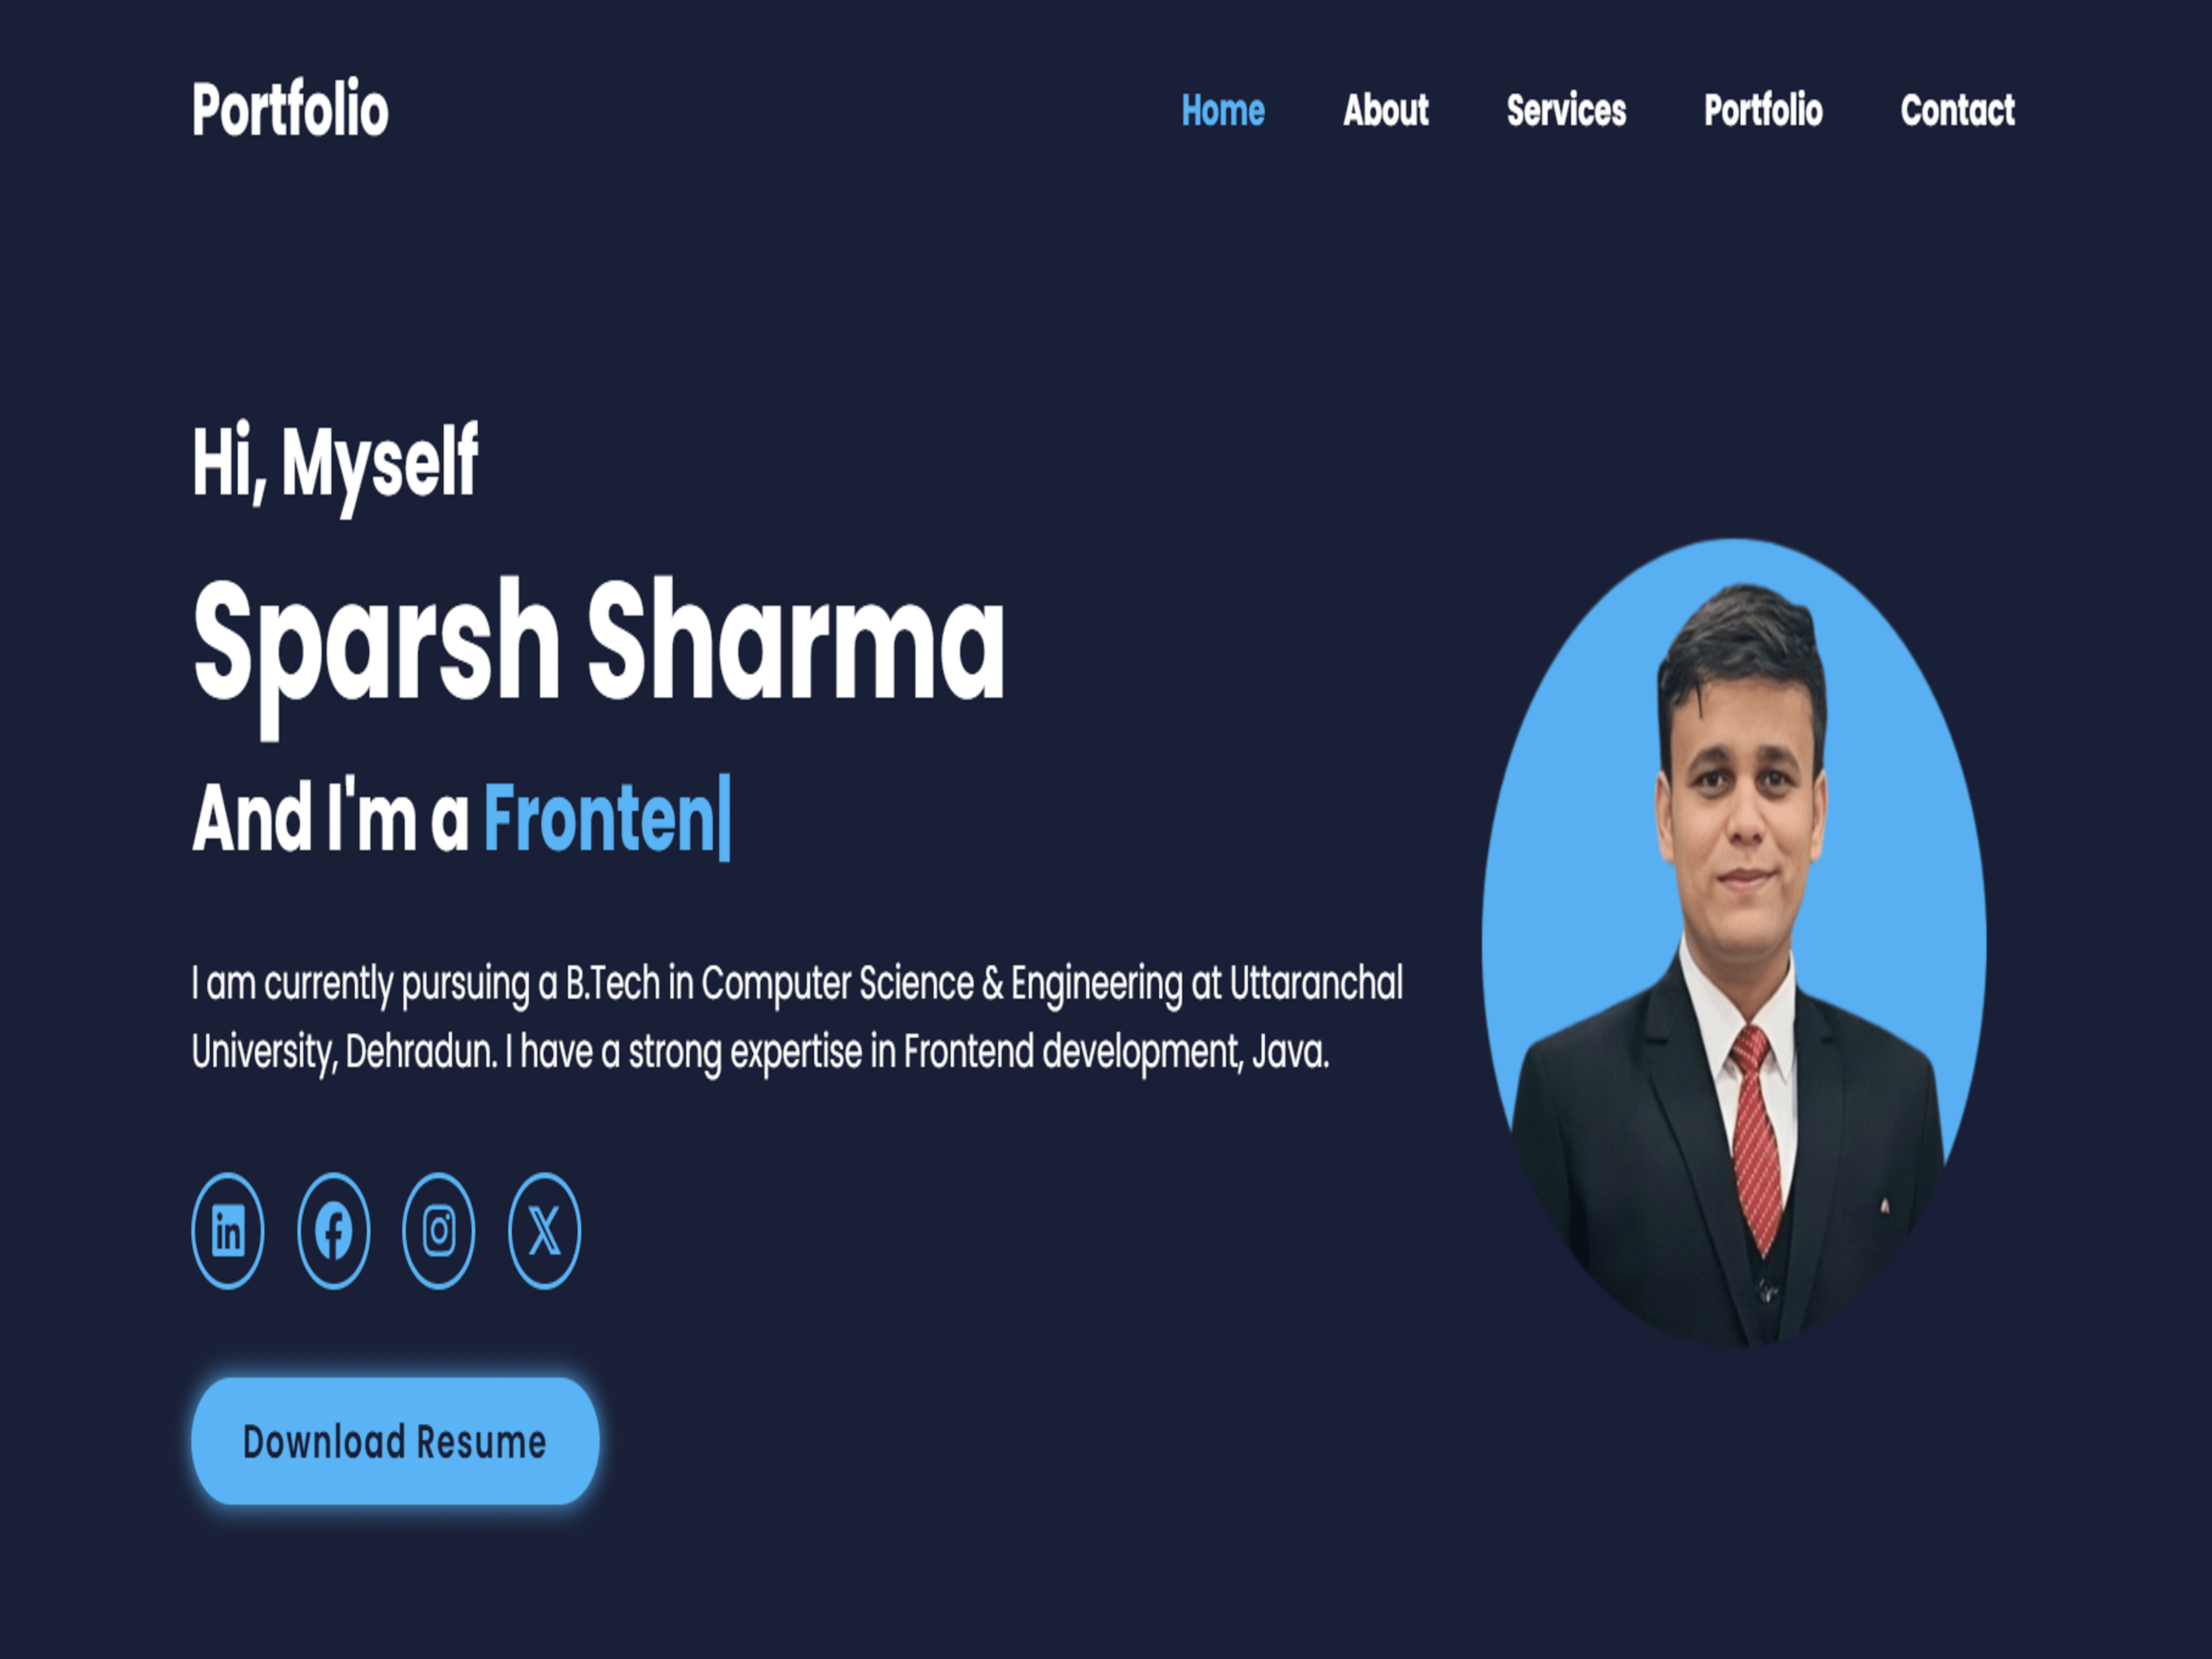 Portfolio
Home About Services Portfolio Contact
Hi, Myself
Sparsh Sharma
And I'm a Fronten|
I am currently pursuing a B.Tech in Computer Science & Engineering at Uttaranchal
University, Dehradun. I have a strong expertise in Frontend development, Java.
Download Resume